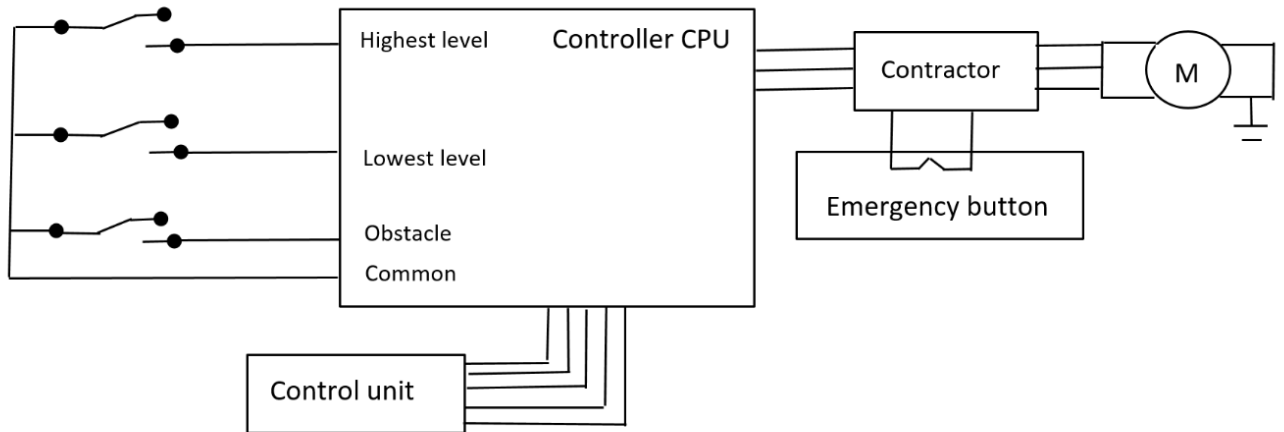 Highest level
Controller CPU
Contractor
M
Lowest level
Emergency button
Obstacle
Common
Control unit